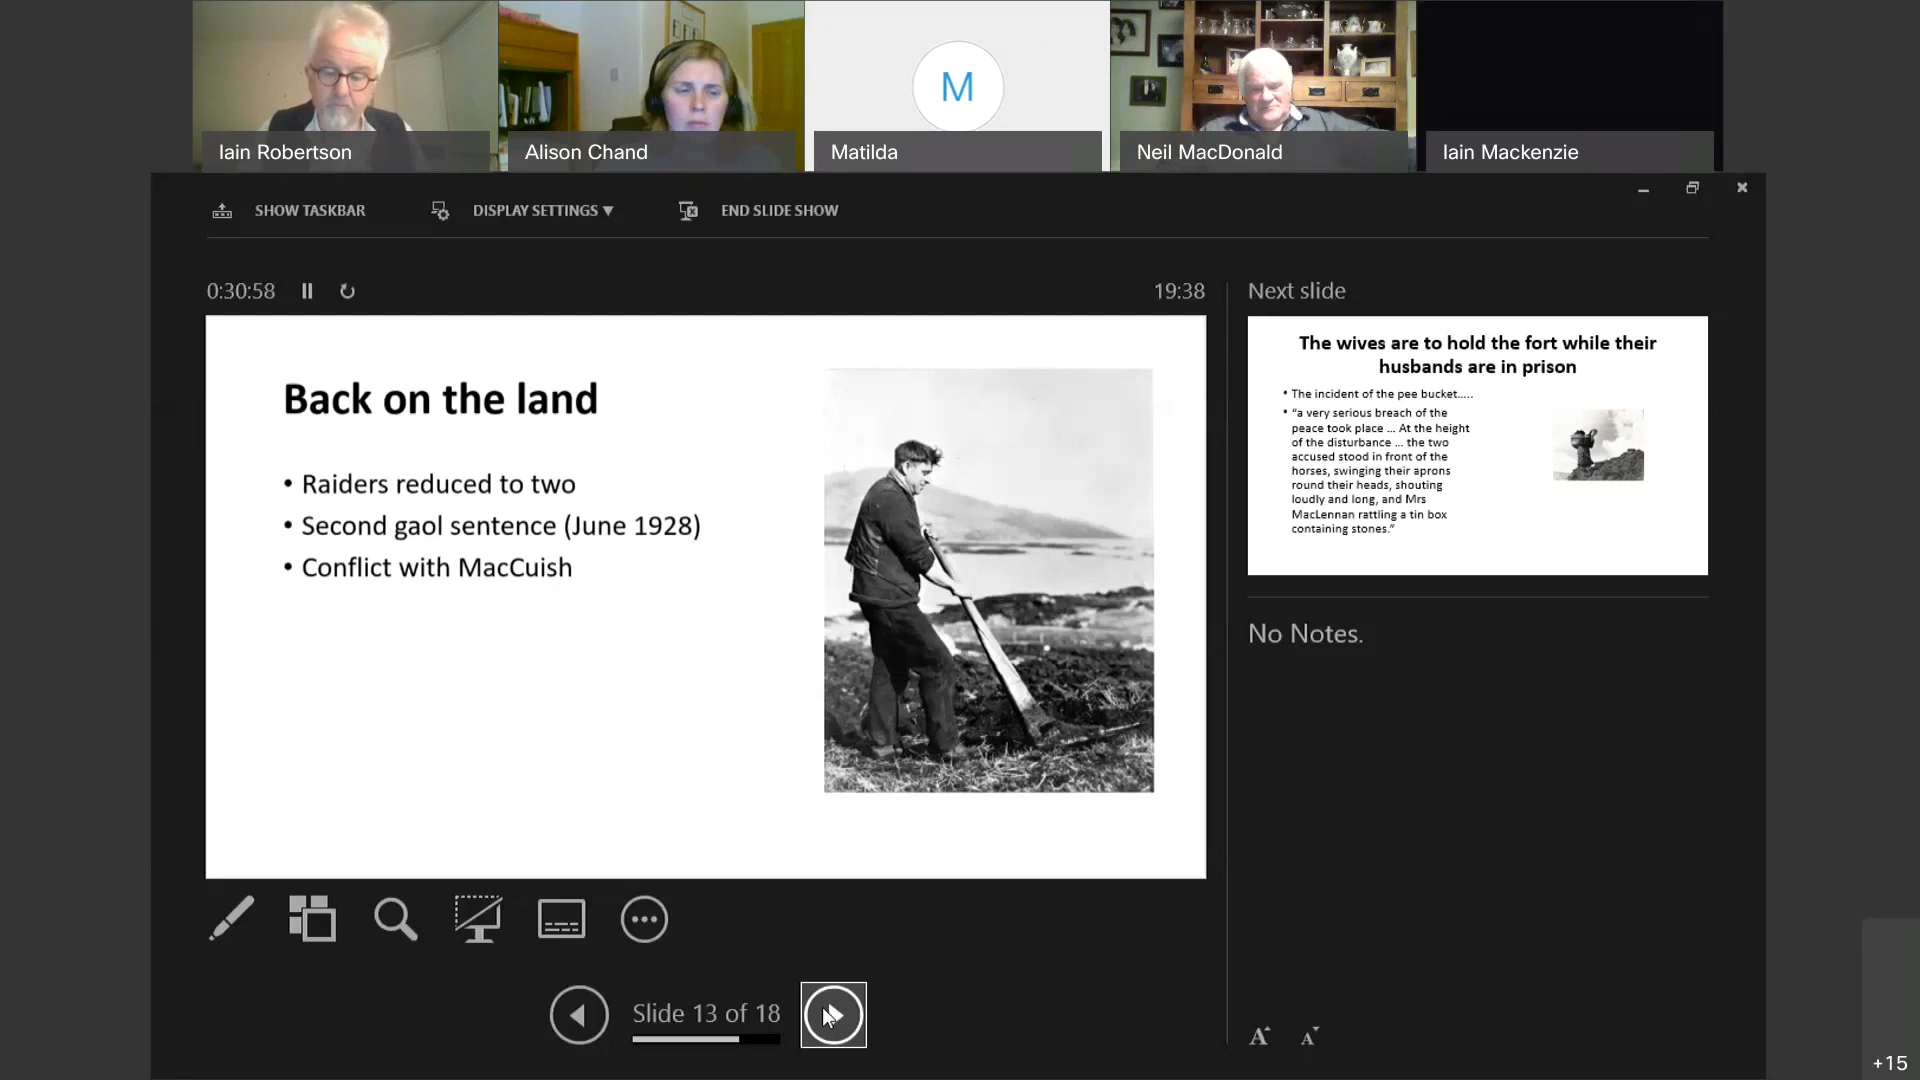 M
Iain Robertson
Alison Chand
Matilda
Neil MacDonald
Iain Mackenzie
SHOW TASKBAR
DISPLAY SETTINGS ▼
END SLIDE SHOW
0:30:58
19:38
Back on the land
• Raiders reduced to two
• Second gaol sentence (June 1928)
• Conflict with MacCuish
Next slide
The wives are to hold the fort while their
husbands are in prison
• The incident of the pee bucket.....
• “a very serious breach of the
peace took place ... At the height
of the disturbance ... the two
accused stood in front of the
horses, swinging their aprons
round their heads, shouting
loudly and long, and Mrs
MacLennan rattling a tin box
containing stones.”
No Notes.
Slide 13 of 18
A A
+15